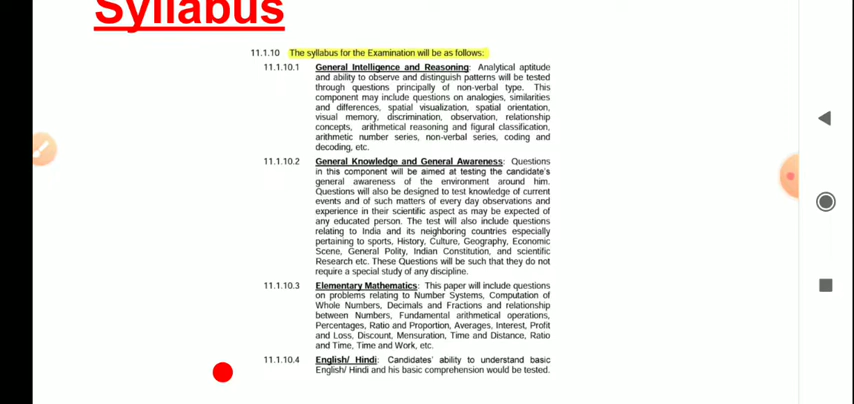 Syllabus
11.1.10 The syllabus for the Examination will be as follows:
11.1.10.1 General Intelligence and Reasoning: Analytical aptitude
and ability to observe and distinguish patterns will be tested
through questions principally of non-verbal type. This
component may include questions on analogies, similarities
and differences, spatial visualization, spatial orientation,
visual memory, discrimination, observation, relationship
concepts, arithmetical reasoning and figural classification,
arithmetic number series, non-verbal series, coding and
decoding, etc.
11.1.10.2 General Knowledge and General Awareness: Questions
in this component will be aimed at testing the candidate's
general awareness of the environment around him.
Questions will also be designed to test knowledge of current
events and of such matters of every day observations and
experience in their scientific aspect as may be expected of
any educated person. The test will also include questions
relating to India and its neighboring countries especially
pertaining to sports, History, Culture, Geography, Economic
Scene, General Polity, Indian Constitution, and scientific
Research etc. These Questions will be such that they do not
require a special study of any discipline.
11.1.10.3 Elementary Mathematics: This paper will include questions
on problems relating to Number Systems, Computation of
Whole Numbers, Decimals and Fractions and relationship
between Numbers, Fundamental arithmetical operations,
Percentages, Ratio and Proportion, Averages, Interest, Profit
and Loss, Discount, Mensuration, Time and Distance, Ratio
and Time, Time and Work, etc.
11.1.10.4 English/ Hindi: Candidates' ability to understand basic
English/ Hindi and his basic comprehension would be tested.